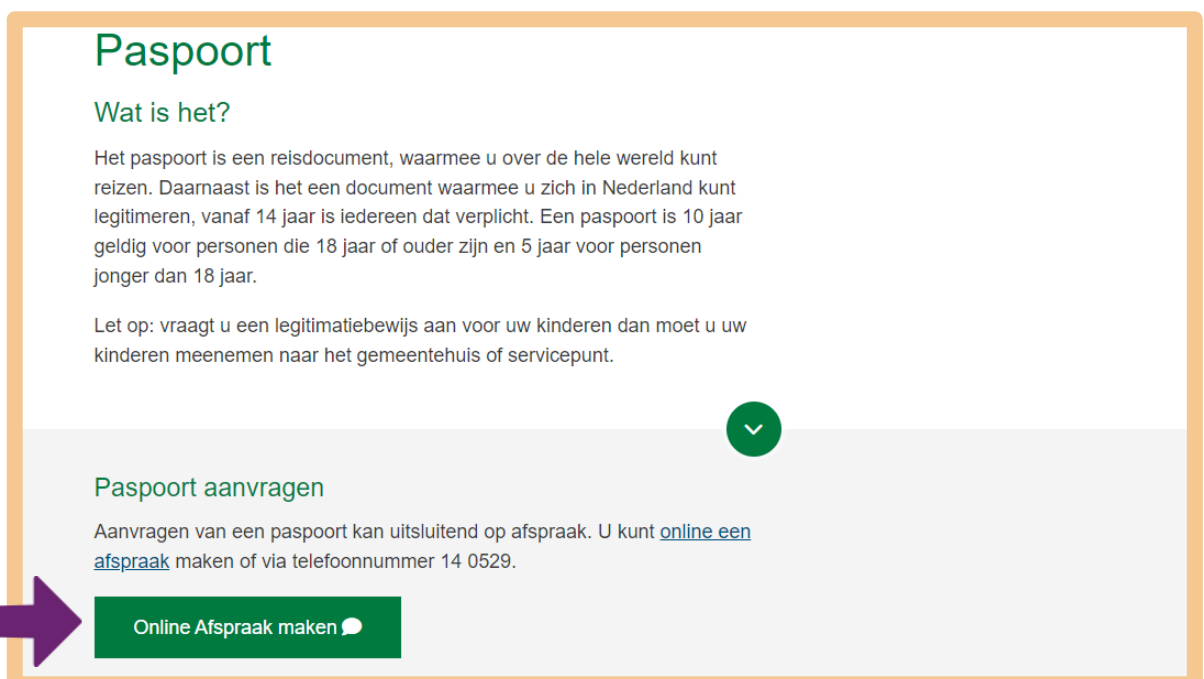 Paspoort
Wat is het?
Het paspoort is een reisdocument, waarmee u over de hele wereld kunt
reizen. Daarnaast is het een document waarmee u zich in Nederland kunt
legitimeren, vanaf 14 jaar is iedereen dat verplicht. Een paspoort is 10 jaar
geldig voor personen die 18 jaar of ouder zijn en 5 jaar voor personen
jonger dan 18 jaar.
Let op: vraagt u een legitimatiebewijs aan voor uw kinderen dan moet u uw
kinderen meenemen naar het gemeentehuis of servicepunt.
Paspoort aanvragen
Aanvragen van een paspoort kan uitsluitend op afspraak. U kunt online een
afspraak maken of via telefoonnummer 14 0529.
Online Afspraak maken